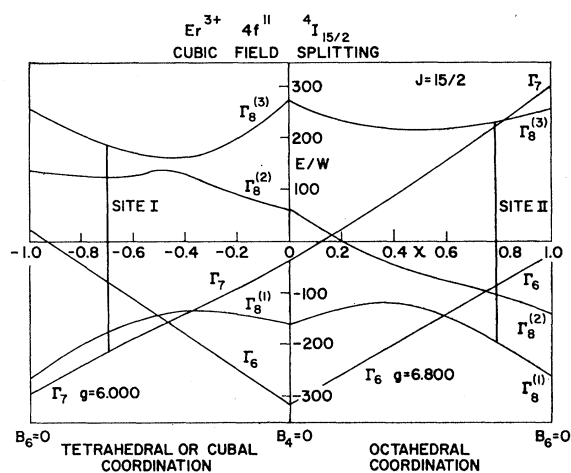 Er³⁺ 4f¹¹ ⁴I₁₅/₂
CUBIC FIELD SPLITTING
300
J=15/2
Γ₇
Γ₈⁽³⁾
Γ₈⁽³⁾
200
E/W
Γ₈⁽²⁾
100
SITE I
SITE II
-1.0 -0.8 -0.6 -0.4 -0.2 0 0.2 0.4 X 0.6 0.8 1.0
Γ₇
Γ₆
-100
Γ₈⁽¹⁾
Γ₈⁽²⁾
-200
Γ₆
Γ₇ g=6.000
Γ₆ g=6.800
Γ₈⁽¹⁾
-300
B₆=0 B₄=0 B₆=0
TETRAHEDRAL OR CUBAL
COORDINATION
OCTAHEDRAL
COORDINATION